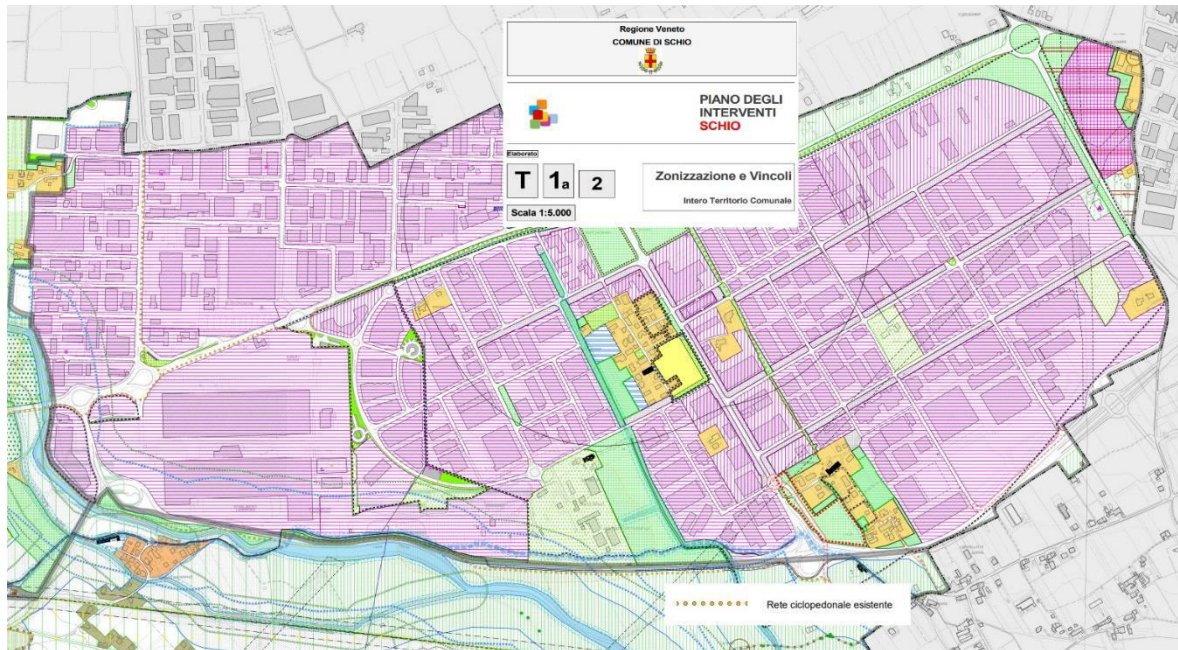 Regione Veneto
COMUNE DI SCHIO
PIANO DEGLI
INTERVENTI
SCHIO
Elaborato
T 1a 2
Zonizzazione e Vincoli
Intero Territorio Comunale
Scala 1:5.000
Rete ciclopedonale esistente